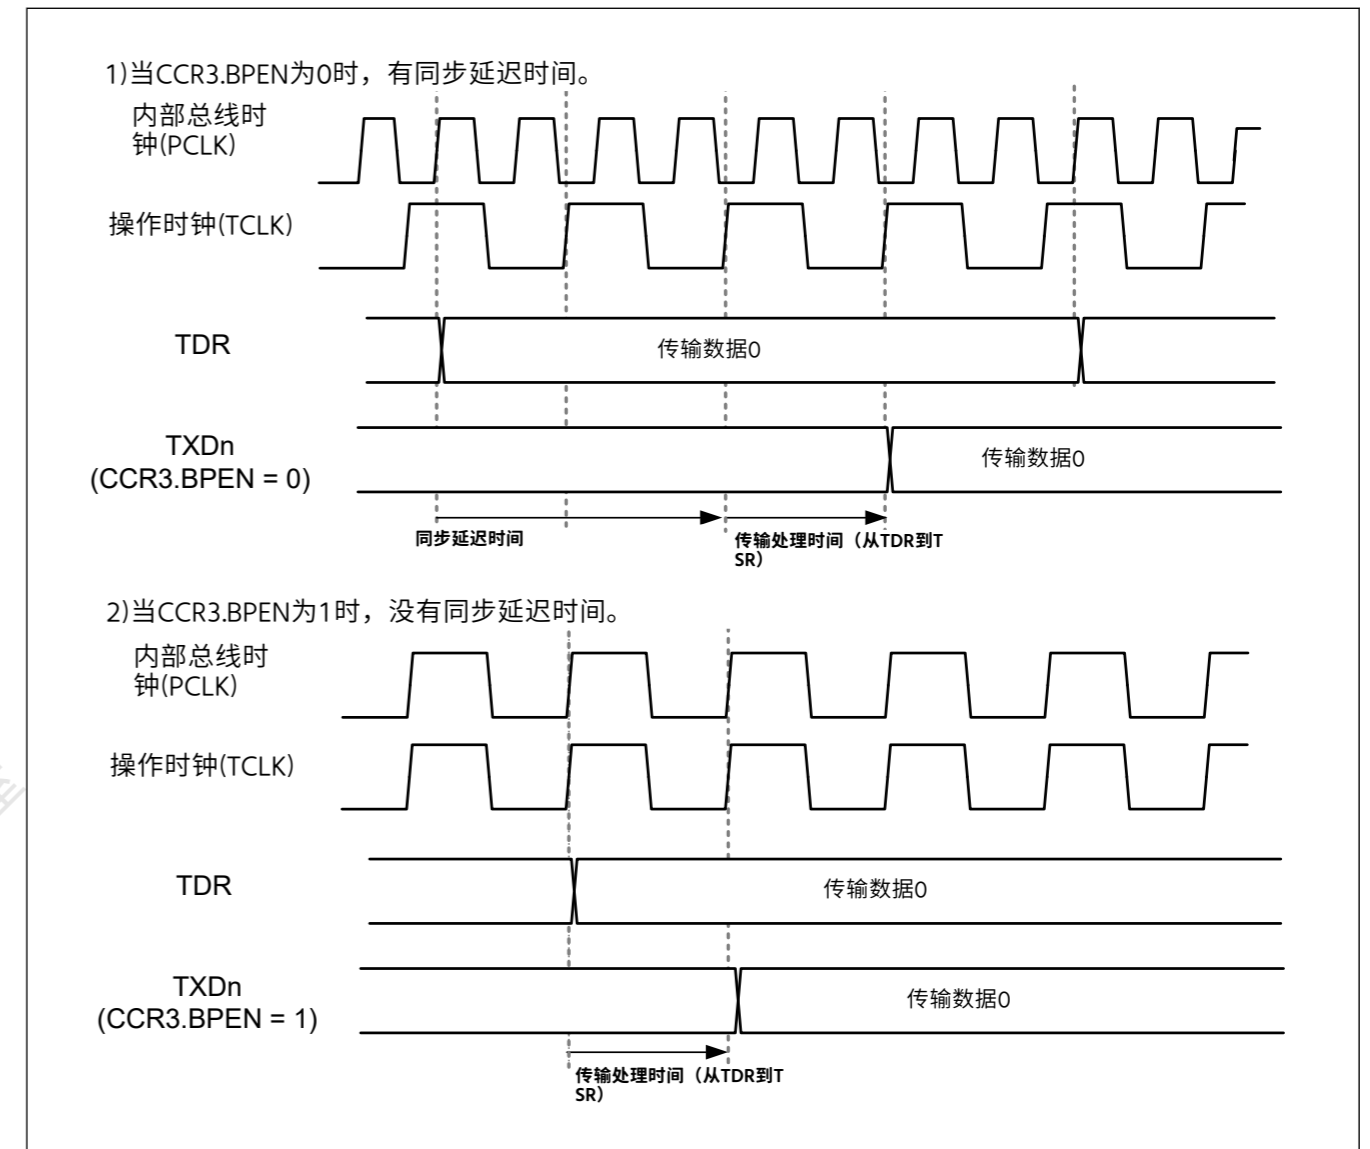 1)当CCR3.BPEN为0时，有同步延迟时间。
内部总线时
钟(PCLK)
操作时钟(TCLK)
TDR
传输数据0
TXDn
(CCR3.BPEN = 0)
传输数据0
同步延迟时间
传输处理时间（从TDR到T
SR）
2)当CCR3.BPEN为1时，没有同步延迟时间。
内部总线时
钟(PCLK)
操作时钟(TCLK)
TDR
传输数据0
TXDn
(CCR3.BPEN = 1)
传输数据0
传输处理时间（从TDR到T
SR）